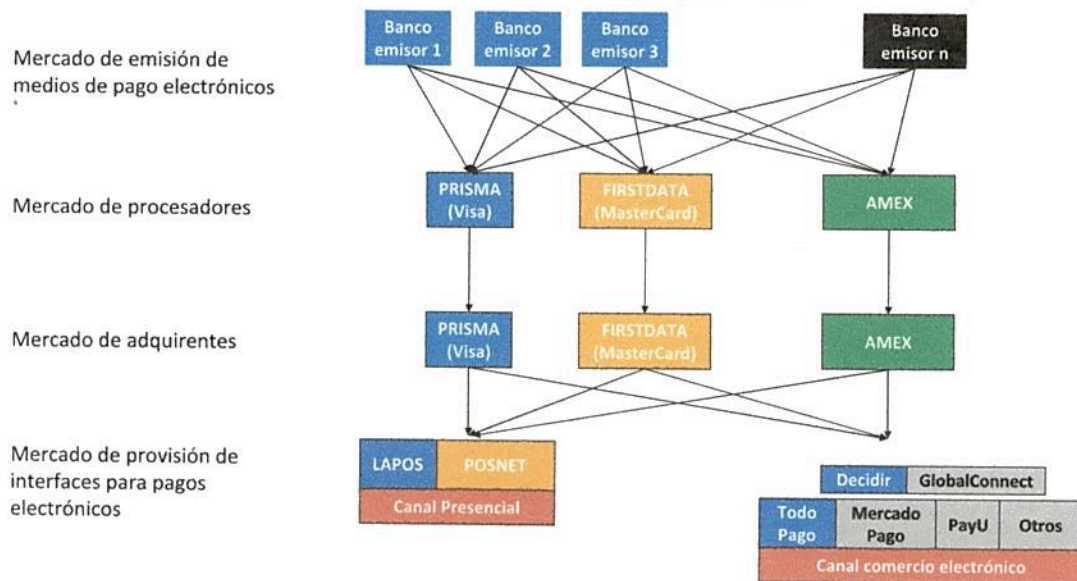 Mercado de emisión de
medios de pago electrónicos
Banco
emisor 1
Banco
emisor 2
Banco
emisor 3
Banco
emisor n
Mercado de procesadores
PRISMA
(Visa)
FIRSTDATA
(MasterCard)
AMEX
Mercado de adquirentes
PRISMA
(Visa)
FIRSTDATA
(MasterCard)
AMEX
Mercado de provisión de
interfaces para pagos
electrónicos
LAPOS
POSNET
Canal Presencial
Decidir
GlobalConnect
Todo
Pago
Mercado
Pago
PayU
Otros
Canal comercio electrónico